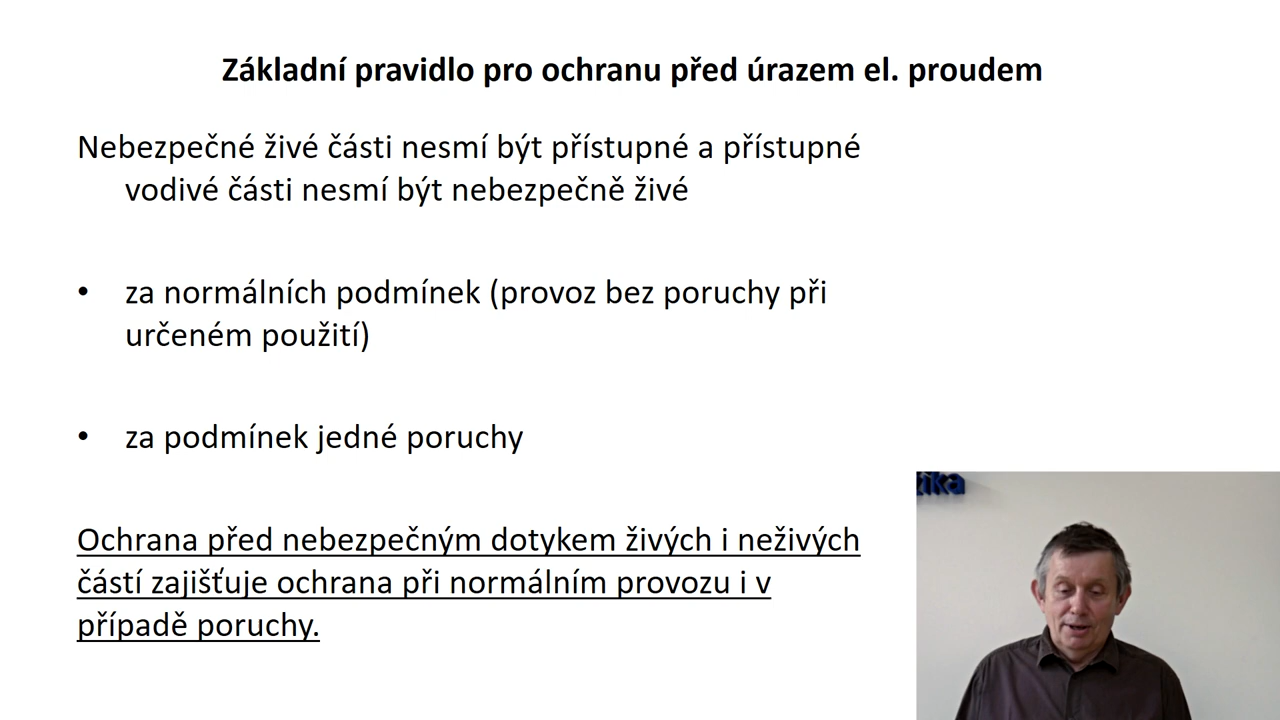 Základní pravidlo pro ochranu před úrazem el. proudem
Nebezpečné živé části nesmí být přístupné a přístupné
vodivé části nesmí být nebezpečně živé
• za normálních podmínek (provoz bez poruchy při
určeném použití)
• za podmínek jedné poruchy
Ochrana před nebezpečným dotykem živých i neživých
částí zajišťuje ochrana při normálním provozu i v
případě poruchy.